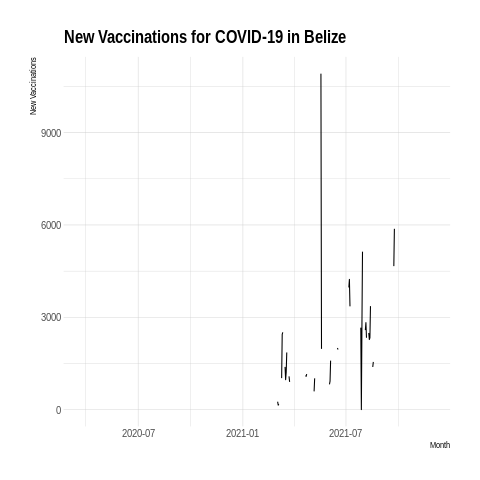 New Vaccinations for COVID-19 in Belize
New Vaccinations
9000
6000
3000
0
2020-07 2021-01 2021-07
Month